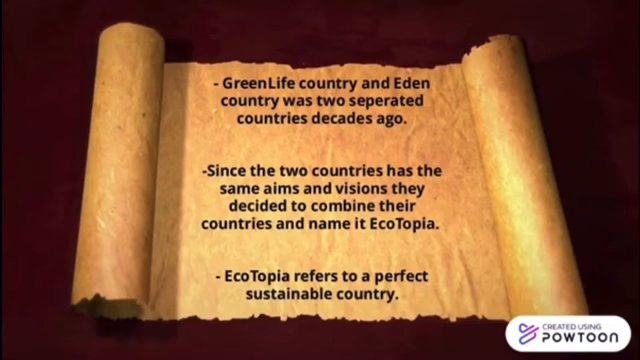 - GreenLife country and Eden
country was two seperated
countries decades ago.
-Since the two countries has the
same aims and visions they
decided to combine their
countries and name it EcoTopia.
- EcoTopia refers to a perfect
sustainable country.
CREATED USING
POWTOON